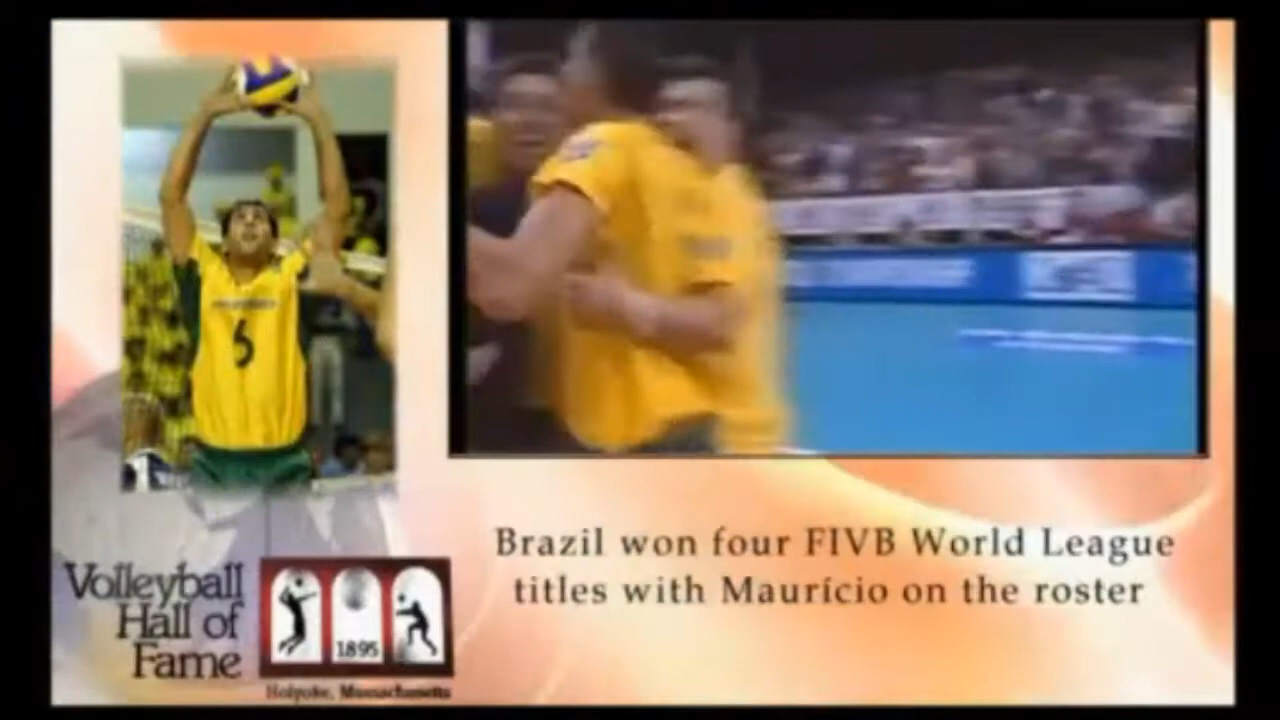 6
Brazil won four FIVB World League
titles with Maurício on the roster
Volleyball
Hall of
Fame
1895
Holyoke, Massachusetts